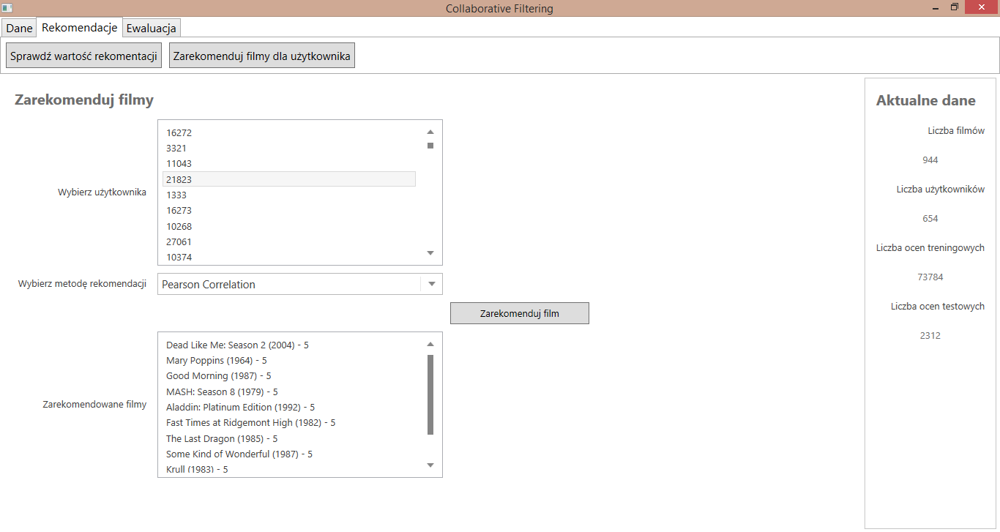 Collaborative Filtering
Dane Rekomendacje Ewaluacja
Sprawdź wartość rekomentacji Zarekomenduj filmy dla użytkownika
Zarekomenduj filmy
Wybierz użytkownika
16272
3321
11043
21823
1333
16273
10268
27061
10374
Wybierz metodę rekomendacji Pearson Correlation
Zarekomenduj film
Zarekomendowane filmy
Dead Like Me: Season 2 (2004) - 5
Mary Poppins (1964) - 5
Good Morning (1987) - 5
MASH: Season 8 (1979) - 5
Aladdin: Platinum Edition (1992) - 5
Fast Times at Ridgemont High (1982) - 5
The Last Dragon (1985) - 5
Some Kind of Wonderful (1987) - 5
Krull (1983) - 5
Aktualne dane
Liczba filmów
944
Liczba użytkowników
654
Liczba ocen treningowych
73784
Liczba ocen testowych
2312